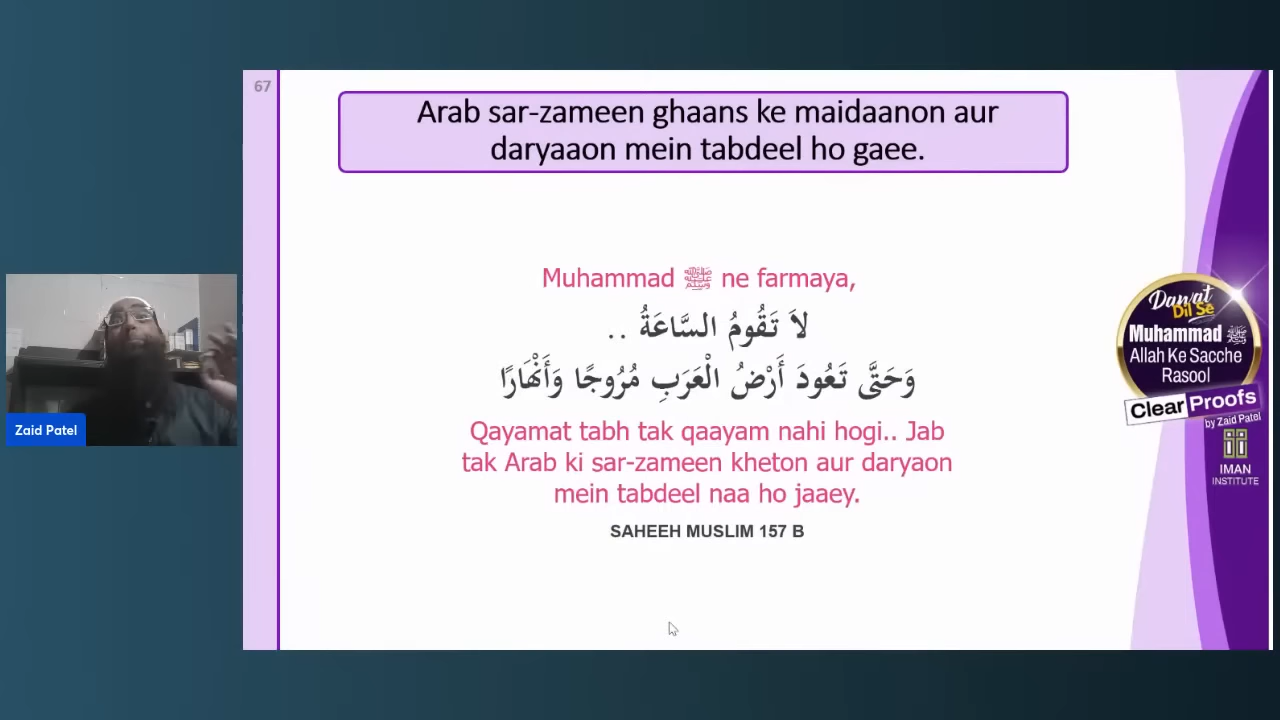 67
Arab sar-zameen ghaans ke maidaanon aur
daryaaon mein tabdeel ho gaee.
Muhammad ﷺ ne farmaya,
لاَ تَقُومُ السَّاعَةُ ..
وَحَتَّى تَعُودَ أَرْضُ الْعَرَبِ مُرُوجًا وَأَنْهَارًا
Qayamat tabh tak qaayam nahi hogi.. Jab
tak Arab ki sar-zameen kheton aur daryaon
mein tabdeel naa ho jaaey.
SAHEEH MUSLIM 157 B
Zaid Patel
Dawat
Dil Se
Muhammad ﷺ
Allah Ke Sacche
Rasool
Clear Proofs
by Zaid Patel
IMAN
INSTITUTE